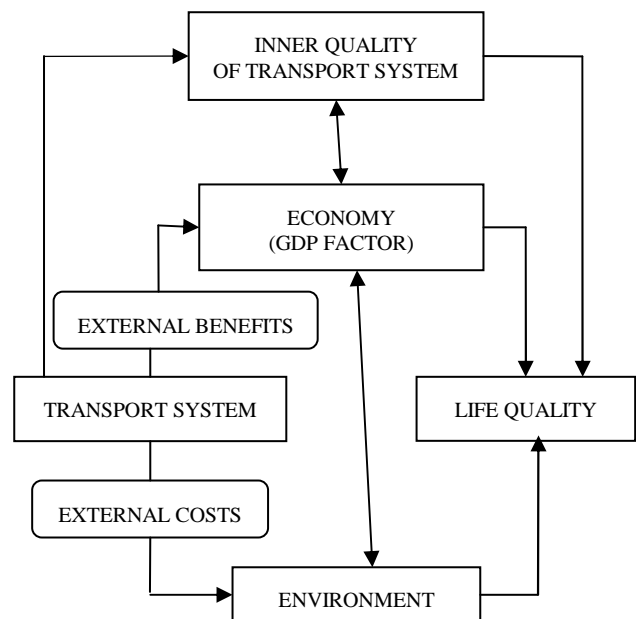 INNER QUALITY
OF TRANSPORT SYSTEM
ECONOMY
(GDP FACTOR)
EXTERNAL BENEFITS
TRANSPORT SYSTEM
LIFE QUALITY
EXTERNAL COSTS
ENVIRONMENT